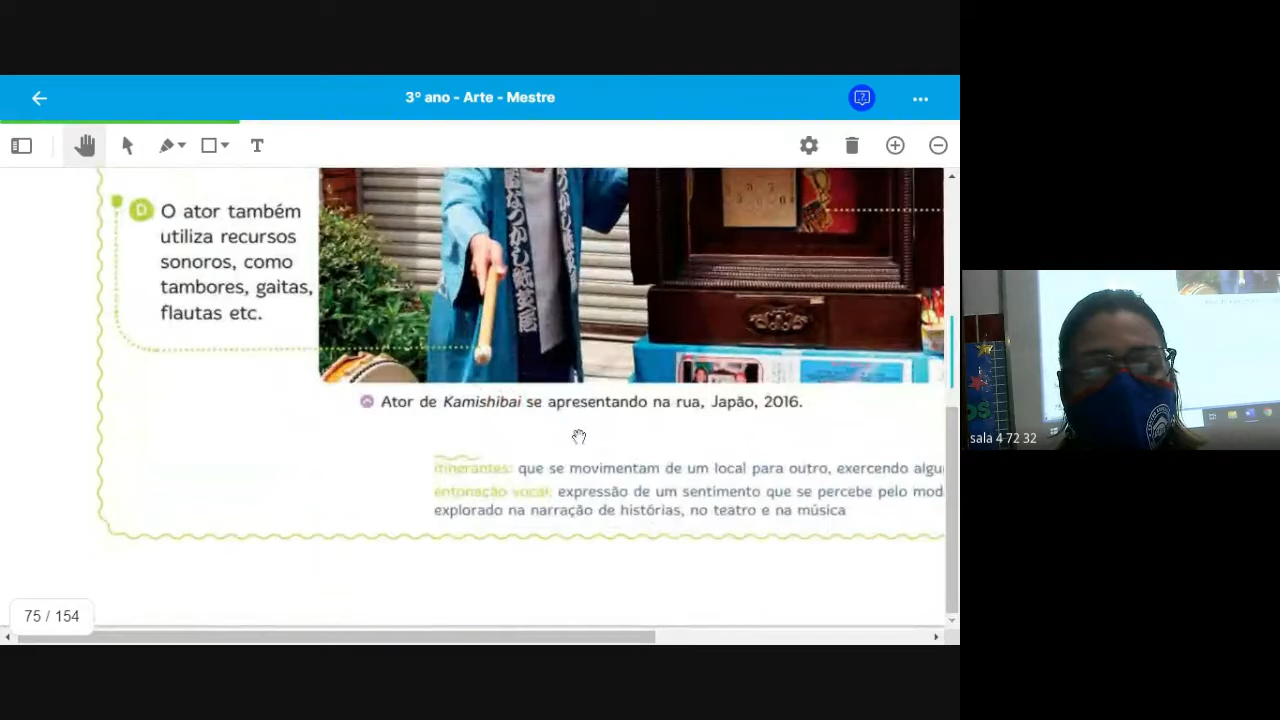 3º ano - Arte - Mestre
T
D
O ator também
utiliza recursos
sonoros, como
tambores, gaitas,
flautas etc.
Ator de Kamishibai se apresentando na rua, Japão, 2016.
itinerantes: que se movimentam de um local para outro, exercendo algu
entonação vocal: expressão de um sentimento que se percebe pelo mod
explorado na narração de histórias, no teatro e na música
75 / 154
sala 4 72 32